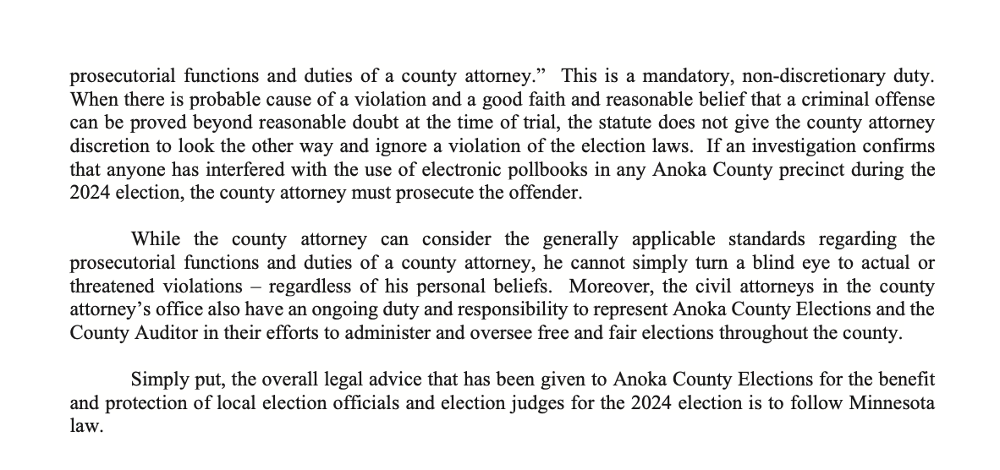 prosecutorial functions and duties of a county attorney.”  This is a mandatory, non-discretionary duty.
When there is probable cause of a violation and a good faith and reasonable belief that a criminal offense
can be proved beyond reasonable doubt at the time of trial, the statute does not give the county attorney
discretion to look the other way and ignore a violation of the election laws.  If an investigation confirms
that anyone has interfered with the use of electronic pollbooks in any Anoka County precinct during the
2024 election, the county attorney must prosecute the offender.
While the county attorney can consider the generally applicable standards regarding the
prosecutorial functions and duties of a county attorney, he cannot simply turn a blind eye to actual or
threatened violations – regardless of his personal beliefs.  Moreover, the civil attorneys in the county
attorney’s office also have an ongoing duty and responsibility to represent Anoka County Elections and the
County Auditor in their efforts to administer and oversee free and fair elections throughout the county.
Simply put, the overall legal advice that has been given to Anoka County Elections for the benefit
and protection of local election officials and election judges for the 2024 election is to follow Minnesota
law.